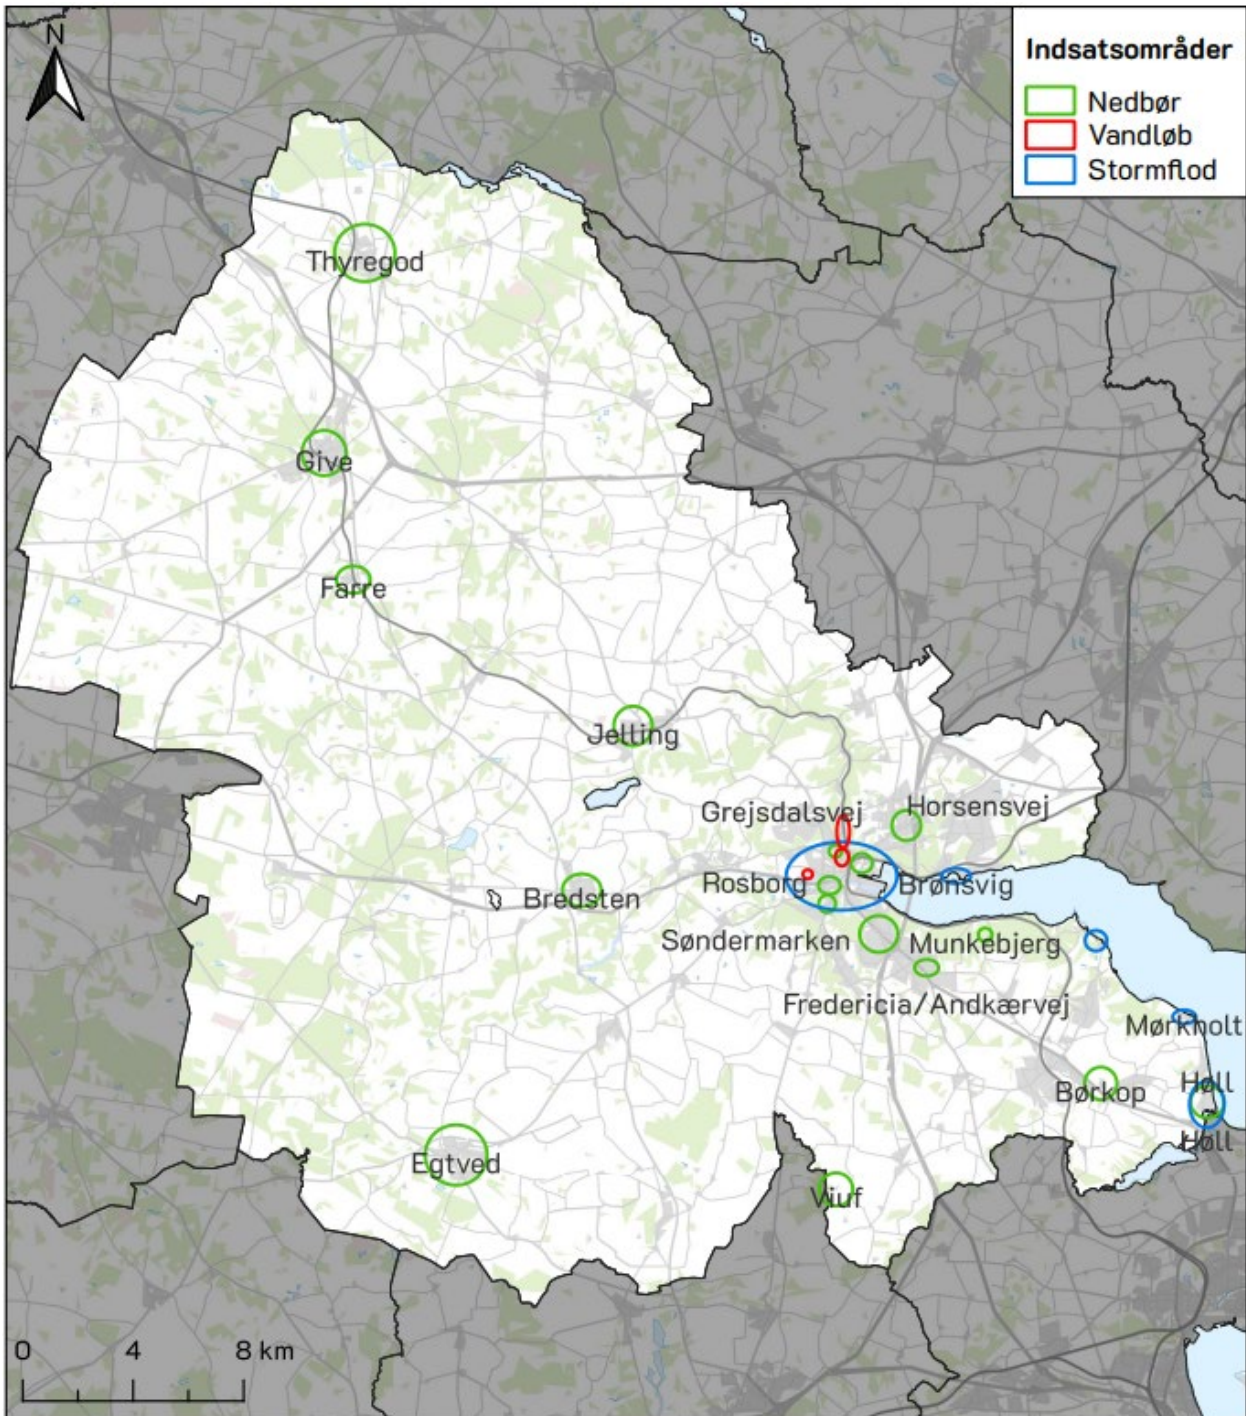 N
Indsatsområder
Nedbør
Vandløb
Stormflod
Thyregod
Give
Farre
Jelling
Grejsdalsvej
Horsensvej
Rosborg
Brønsvig
Bredsten
Søndermarken
Munkebjerg
Fredericia/Andkærvej
Mørkholt
Børkop
Høll
Høll
Egtved
Viuf
0 4 8 km